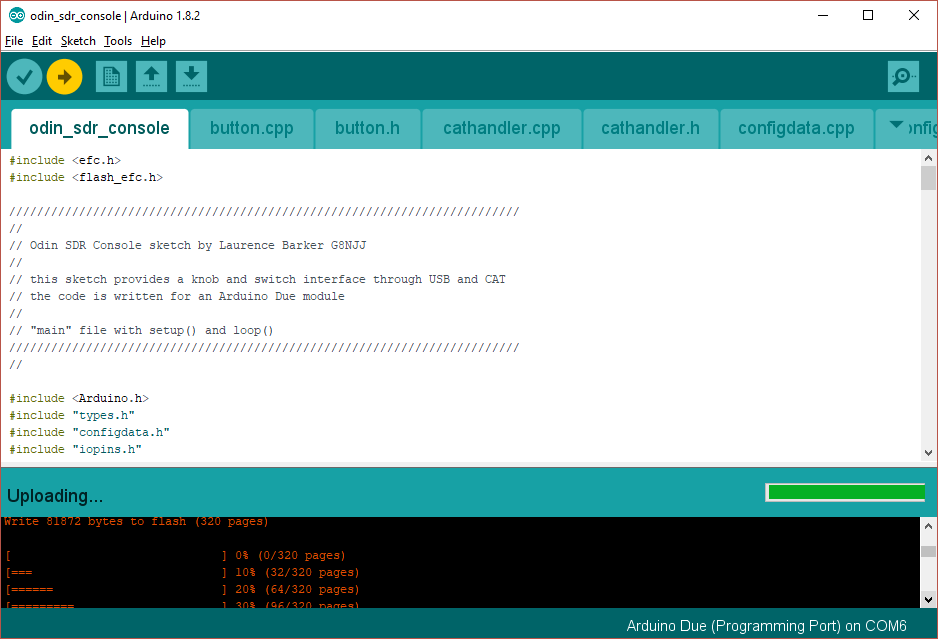 odin_sdr_console | Arduino 1.8.2
File Edit Sketch Tools Help
odin_sdr_console button.cpp button.h cathandler.cpp cathandler.h configdata.cpp
#include <efc.h>
#include <flash_efc.h>
/////////////////////////////////////////////////////////////////////////
//
// Odin SDR Console sketch by Laurence Barker G8NJJ
//
// this sketch provides a knob and switch interface through USB and CAT
// the code is written for an Arduino Due module
//
// "main" file with setup() and loop()
/////////////////////////////////////////////////////////////////////////
//
#include <Arduino.h>
#include "types.h"
#include "configdata.h"
#include "iopins.h"
Uploading...
Write 81872 bytes to flash (320 pages)
[                              ] 0% (0/320 pages)
[===                           ] 10% (32/320 pages)
[======                        ] 20% (64/320 pages)
[=========                     ] 30% (96/320 pages)
Arduino Due (Programming Port) on COM6